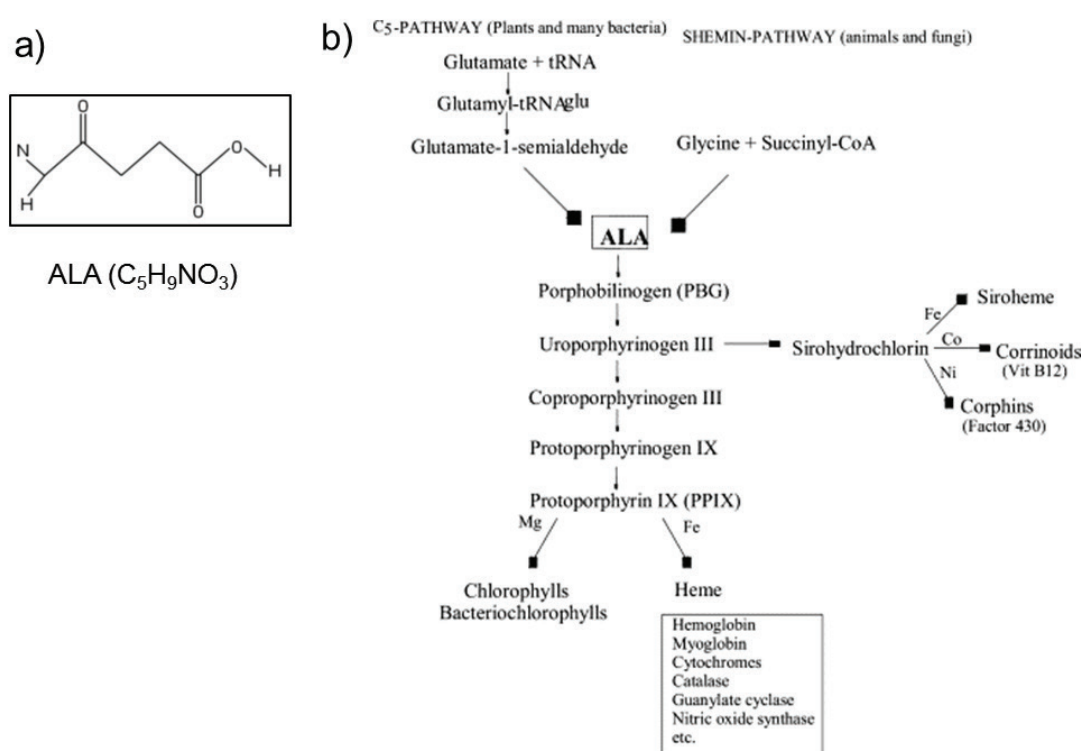 a)
O
N
H
O
H
O
ALA (C₅H₉NO₃)
b)
C5-PATHWAY (Plants and many bacteria)
SHEMIN-PATHWAY (animals and fungi)
Glutamate + tRNA
Glutamyl-tRNAglu
Glutamate-1-semialdehyde
Glycine + Succinyl-CoA
ALA
Porphobilinogen (PBG)
Uroporphyrinogen III
Sirohydrochlorin
Fe
Siroheme
Co
Corrinoids
(Vit B12)
Ni
Corphins
(Factor 430)
Coproporphyrinogen III
Protoporphyrinogen IX
Protoporphyrin IX (PPIX)
Mg
Fe
Chlorophylls
Bacteriochlorophylls
Heme
Hemoglobin
Myoglobin
Cytochromes
Catalase
Guanylate cyclase
Nitric oxide synthase
etc.